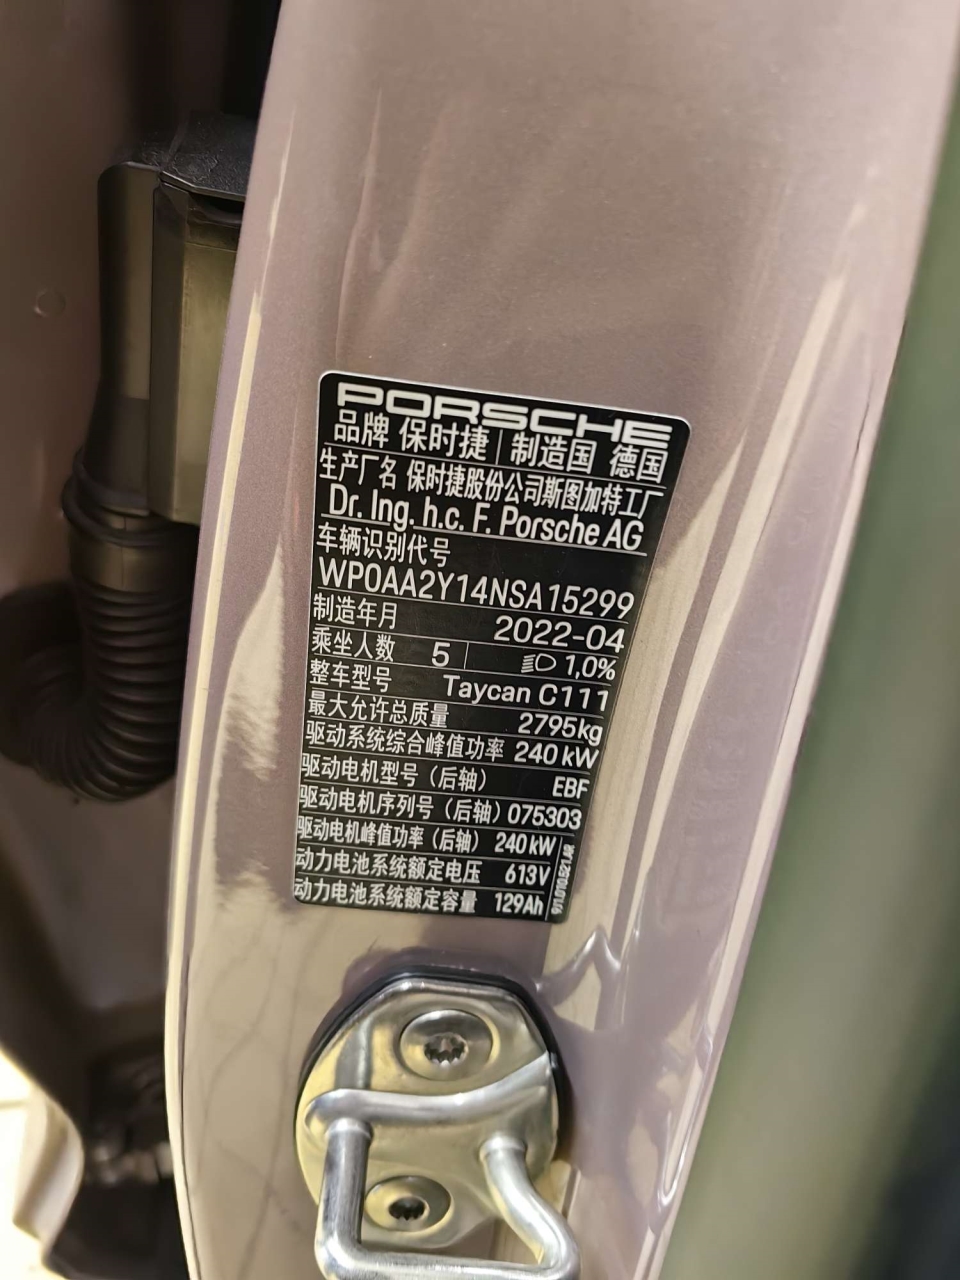 PORSCHE
品牌 保时捷 制造国 德国
生产厂名 保时捷股份公司斯图加特工厂
Dr. Ing. h.c. F. Porsche AG
车辆识别代号
WP0AA2Y14NSA15299
制造年月 2022-04
乘坐人数 5 1,0%
整车型号 Taycan C111
最大允许总质量 2795kg
驱动系统综合峰值功率 240 kW
驱动电机型号（后轴） EBF
驱动电机序列号（后轴） 075303
驱动电机峰值功率（后轴） 240 kW
动力电池系统额定电压 613V
动力电池系统额定容量 129Ah